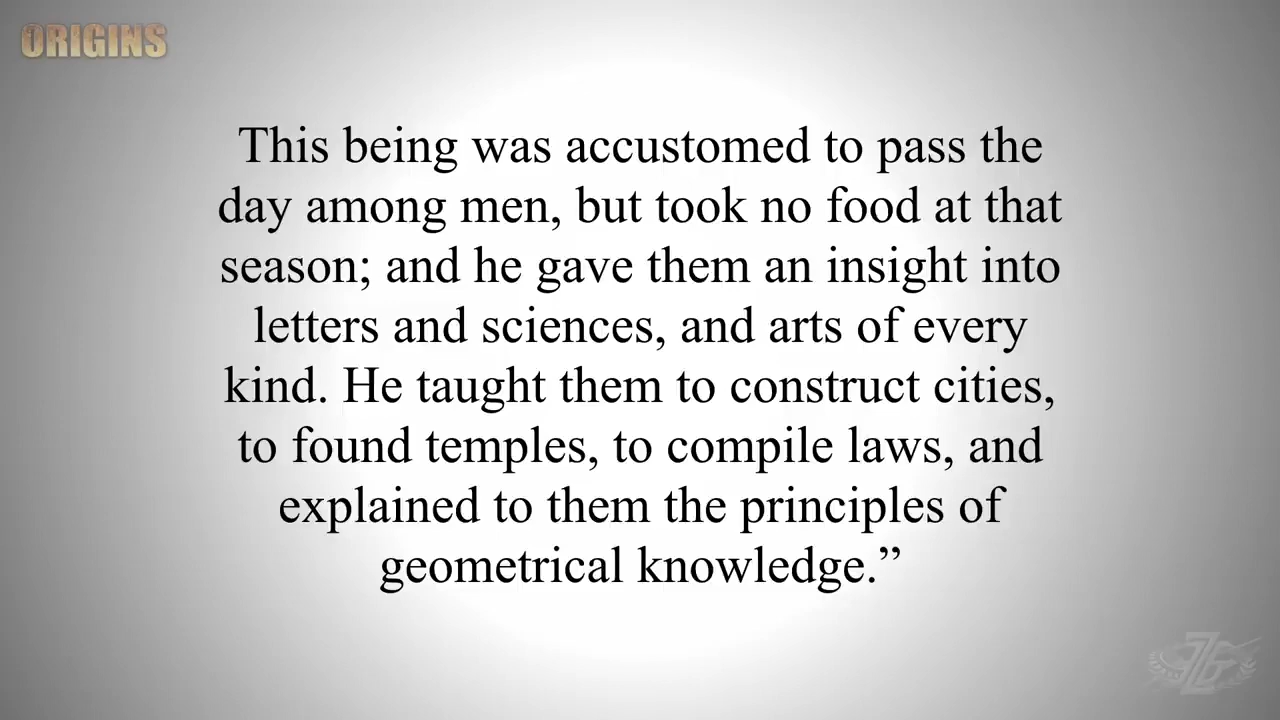 ORIGINS
This being was accustomed to pass the
day among men, but took no food at that
season; and he gave them an insight into
letters and sciences, and arts of every
kind. He taught them to construct cities,
to found temples, to compile laws, and
explained to them the principles of
geometrical knowledge.”